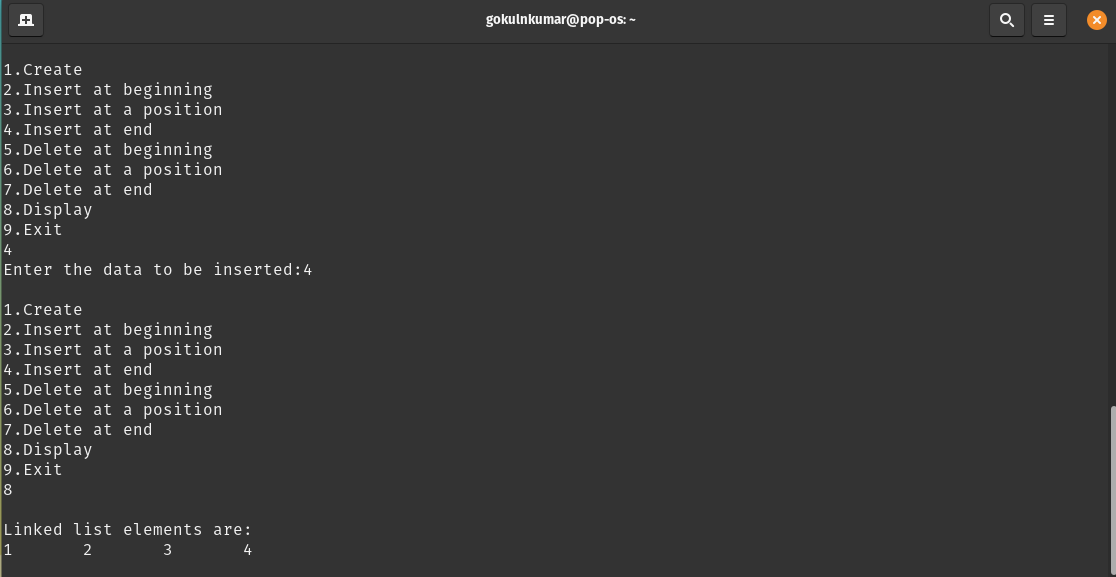 gokulnkumar@pop-os: ~
1.Create
2.Insert at beginning
3.Insert at a position
4.Insert at end
5.Delete at beginning
6.Delete at a position
7.Delete at end
8.Display
9.Exit
4
Enter the data to be inserted:4
1.Create
2.Insert at beginning
3.Insert at a position
4.Insert at end
5.Delete at beginning
6.Delete at a position
7.Delete at end
8.Display
9.Exit
8
Linked list elements are:
1	2	3	4